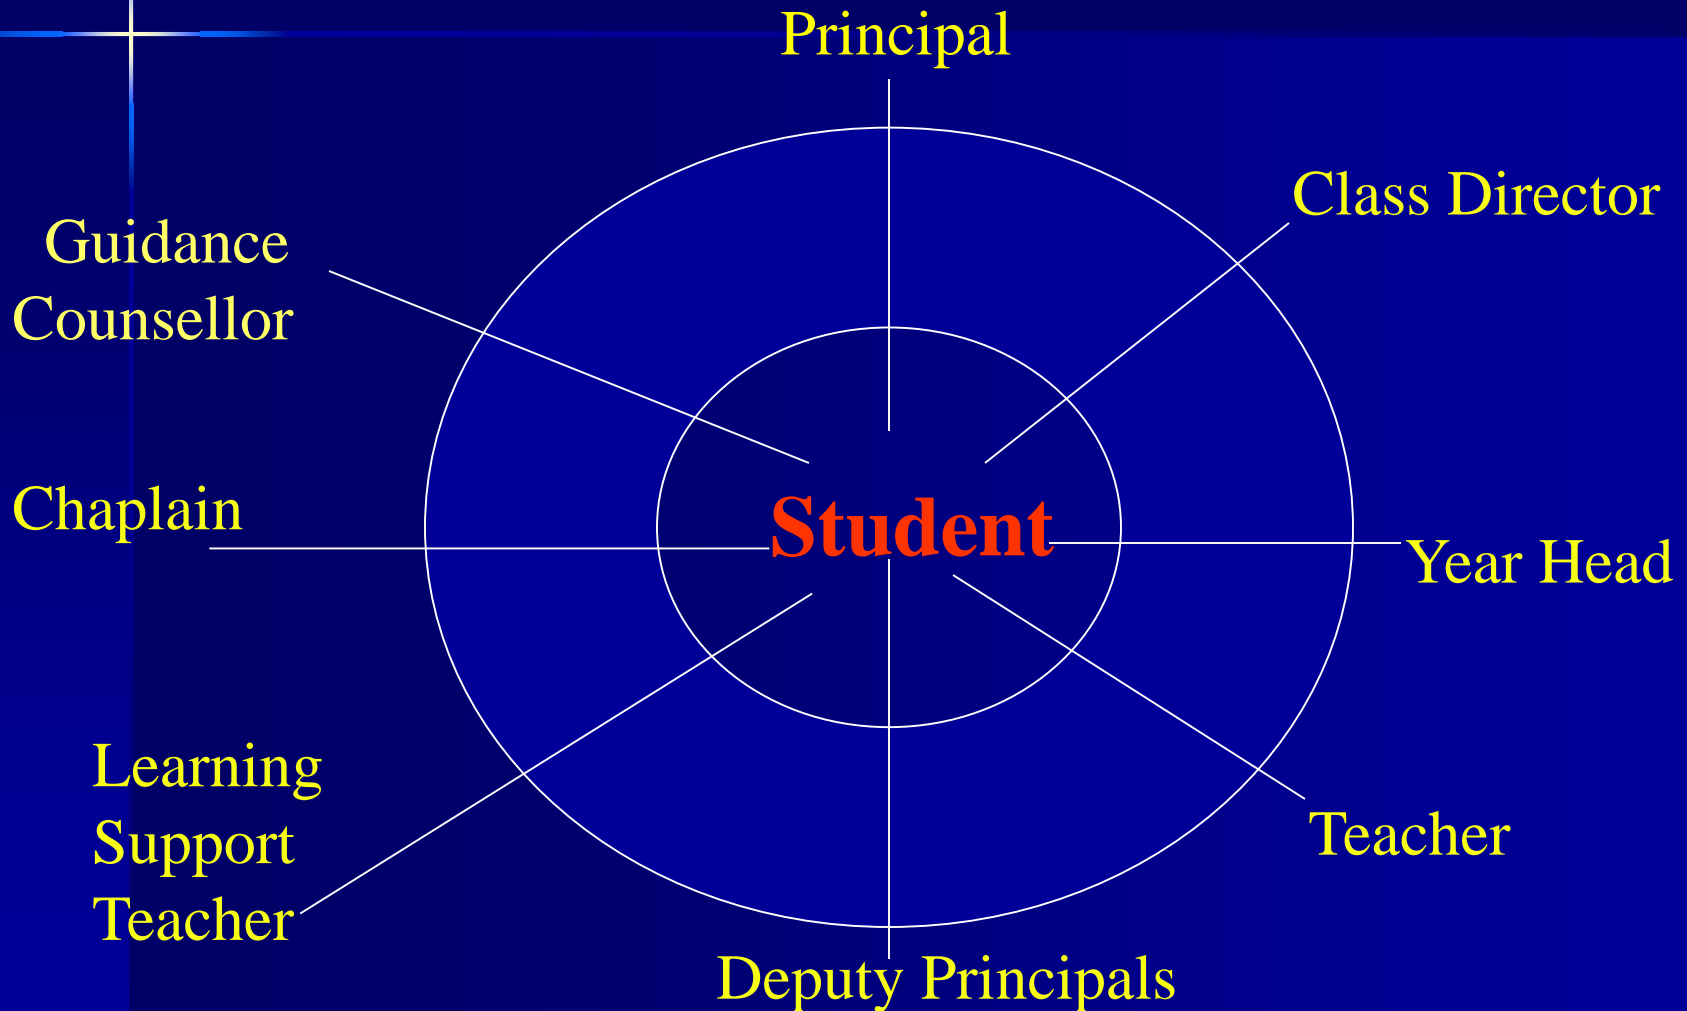 Principal
Class Director
Guidance
Counsellor
Chaplain
Student
Year Head
Learning
Support
Teacher
Teacher
Deputy Principals